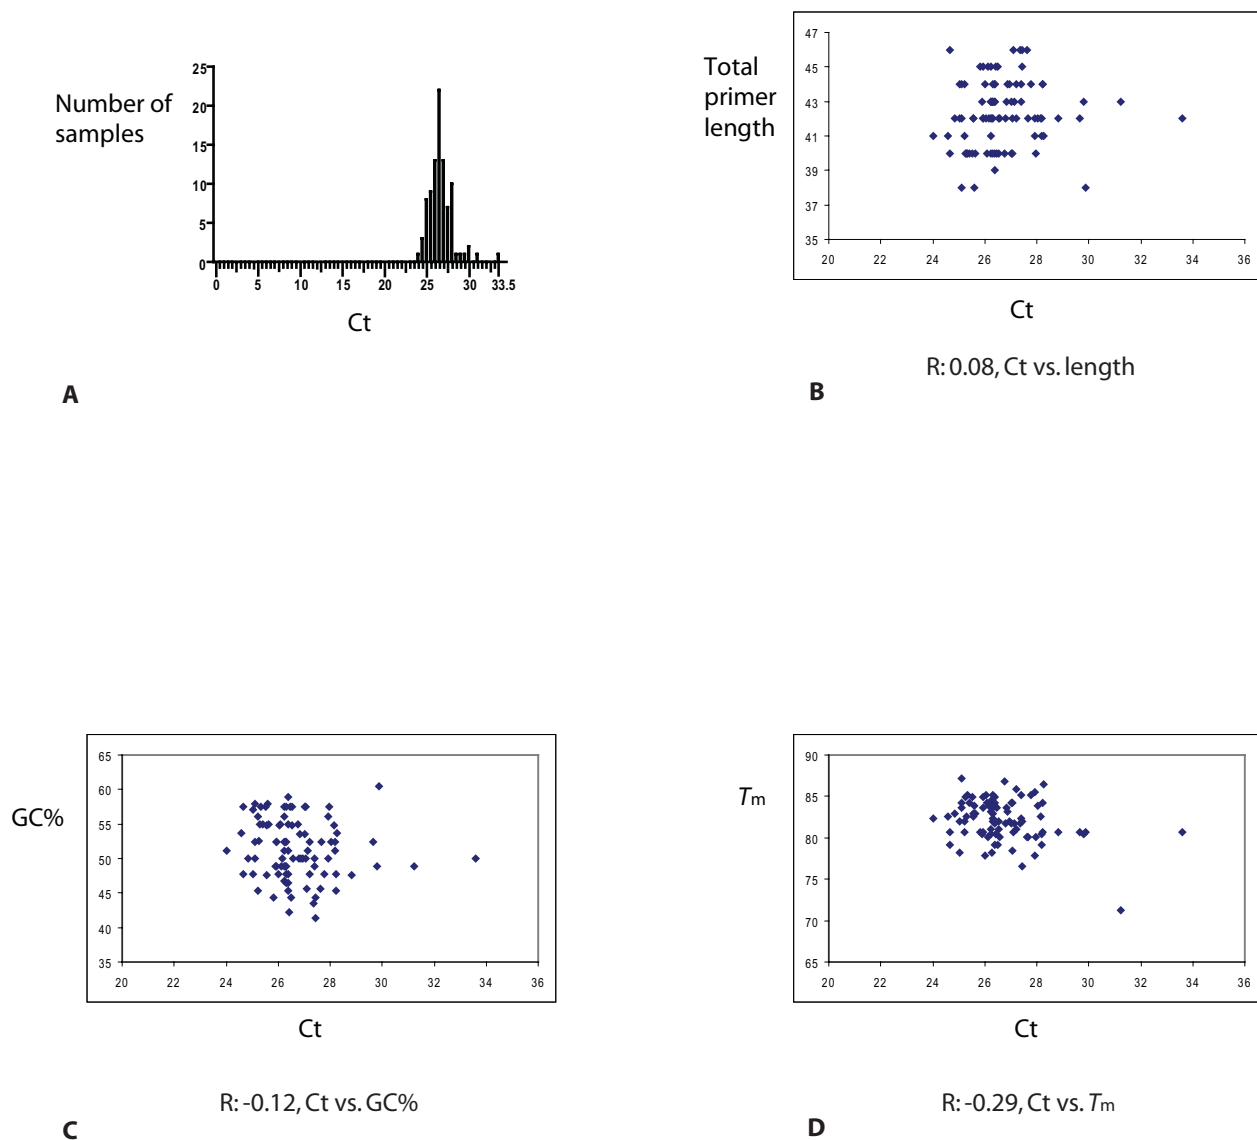 Number of
samples
25
20
15
10
5
0
0 5 10 15 20 25 30 33.5
Ct
A
Total
primer
length
47
45
43
41
39
37
35
20 22 24 26 28 30 32 34 36
Ct
R: 0.08, Ct vs. length
B
GC%
65
60
55
50
45
40
35
20 22 24 26 28 30 32 34 36
Ct
R: -0.12, Ct vs. GC%
C
Tm
90
85
80
75
70
65
20 22 24 26 28 30 32 34 36
Ct
R: -0.29, Ct vs. Tm
D